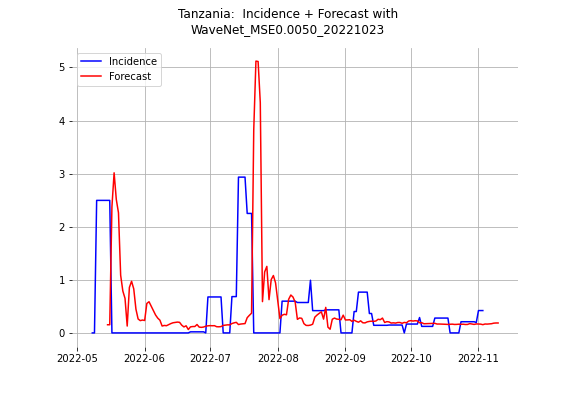 Tanzania:  Incidence + Forecast with
WaveNet_MSE0.0050_20221023
Incidence
Forecast
5
4
3
2
1
0
2022-05 2022-06 2022-07 2022-08 2022-09 2022-10 2022-11